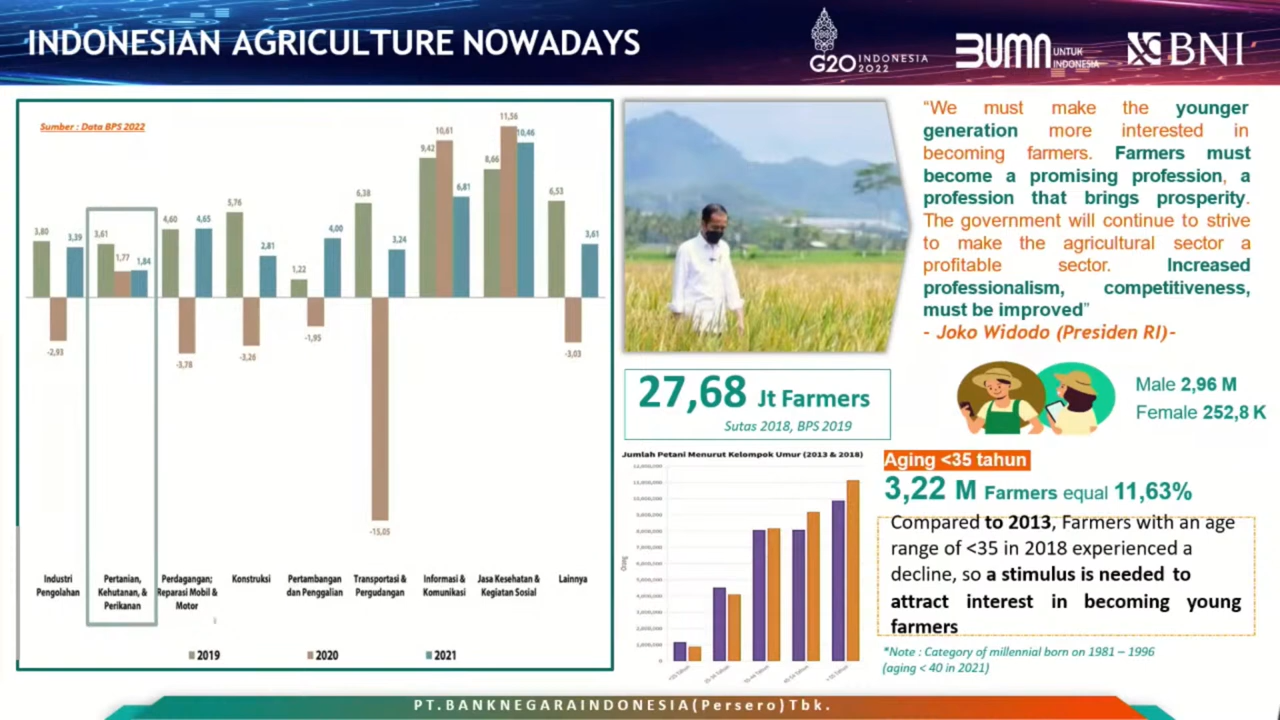 INDONESIAN AGRICULTURE NOWADAYS
G20 INDONESIA
2022
BUMN UNTUK
INDONESIA
BNI
Sumber : Data BPS 2022
3,80
-2,93
3,39
3,61
1,77
1,84
4,60
-3,78
4,65
5,76
-3,26
2,81
1,22
-1,95
4,00
6,38
-15,05
3,24
9,42
10,61
6,81
8,66
11,56
10,46
6,53
-3,03
3,61
Industri
Pengolahan
Pertanian,
Kehutanan, &
Perikanan
Perdagangan;
Reparasi Mobil &
Motor
Konstruksi
Pertambangan
dan Penggalian
Transportasi &
Pergudangan
Informasi &
Komunikasi
Jasa Kesehatan &
Kegiatan Sosial
Lainnya
2019
2020
2021
“We must make the younger
generation more interested in
becoming farmers. Farmers must
become a promising profession, a
profession that brings prosperity.
The government will continue to strive
to make the agricultural sector a
profitable sector. Increased
professionalism, competitiveness,
must be improved”
- Joko Widodo (Presiden RI)-
27,68 Jt Farmers
Sutas 2018, BPS 2019
Male 2,96 M
Female 252,8 K
Jumlah Petani Menurut Kelompok Umur (2013 & 2018)
Orang
Aging <35 tahun
3,22 M Farmers equal 11,63%
Compared to 2013, Farmers with an age
range of <35 in 2018 experienced a
decline, so a stimulus is needed to
attract interest in becoming young
farmers
*Note : Category of millennial born on 1981 – 1996
(aging < 40 in 2021)
PT.BANKNEGARAINDONESIA(Persero)Tbk.